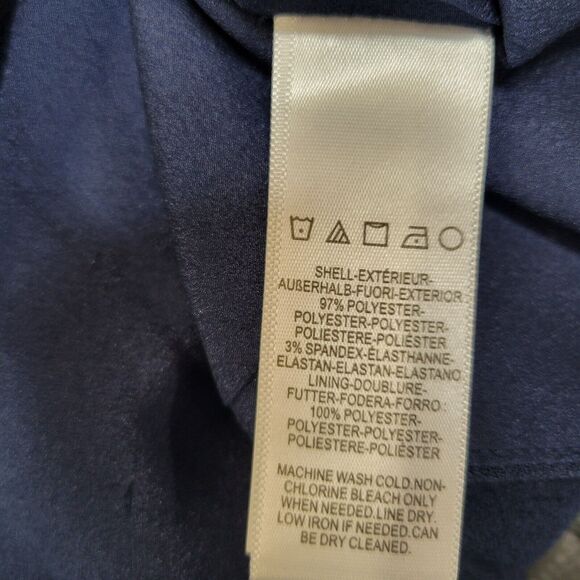 SHELL-EXTÉRIEUR-
AUßERHALB-FUORI-EXTERIOR:
97% POLYESTER-
POLYESTER-POLYESTER-
POLIESTERE-POLIÉSTER
3% SPANDEX-ÉLASTHANNE-
ELASTAN-ELASTAN-ELASTANO
LINING-DOUBLURE-
FUTTER-FODERA-FORRO:
100% POLYESTER-
POLYESTER-POLYESTER-
POLIESTERE-POLIÉSTER
MACHINE WASH COLD.NON-
CHLORINE BLEACH ONLY
WHEN NEEDED.LINE DRY.
LOW IRON IF NEEDED.CAN
BE DRY CLEANED.